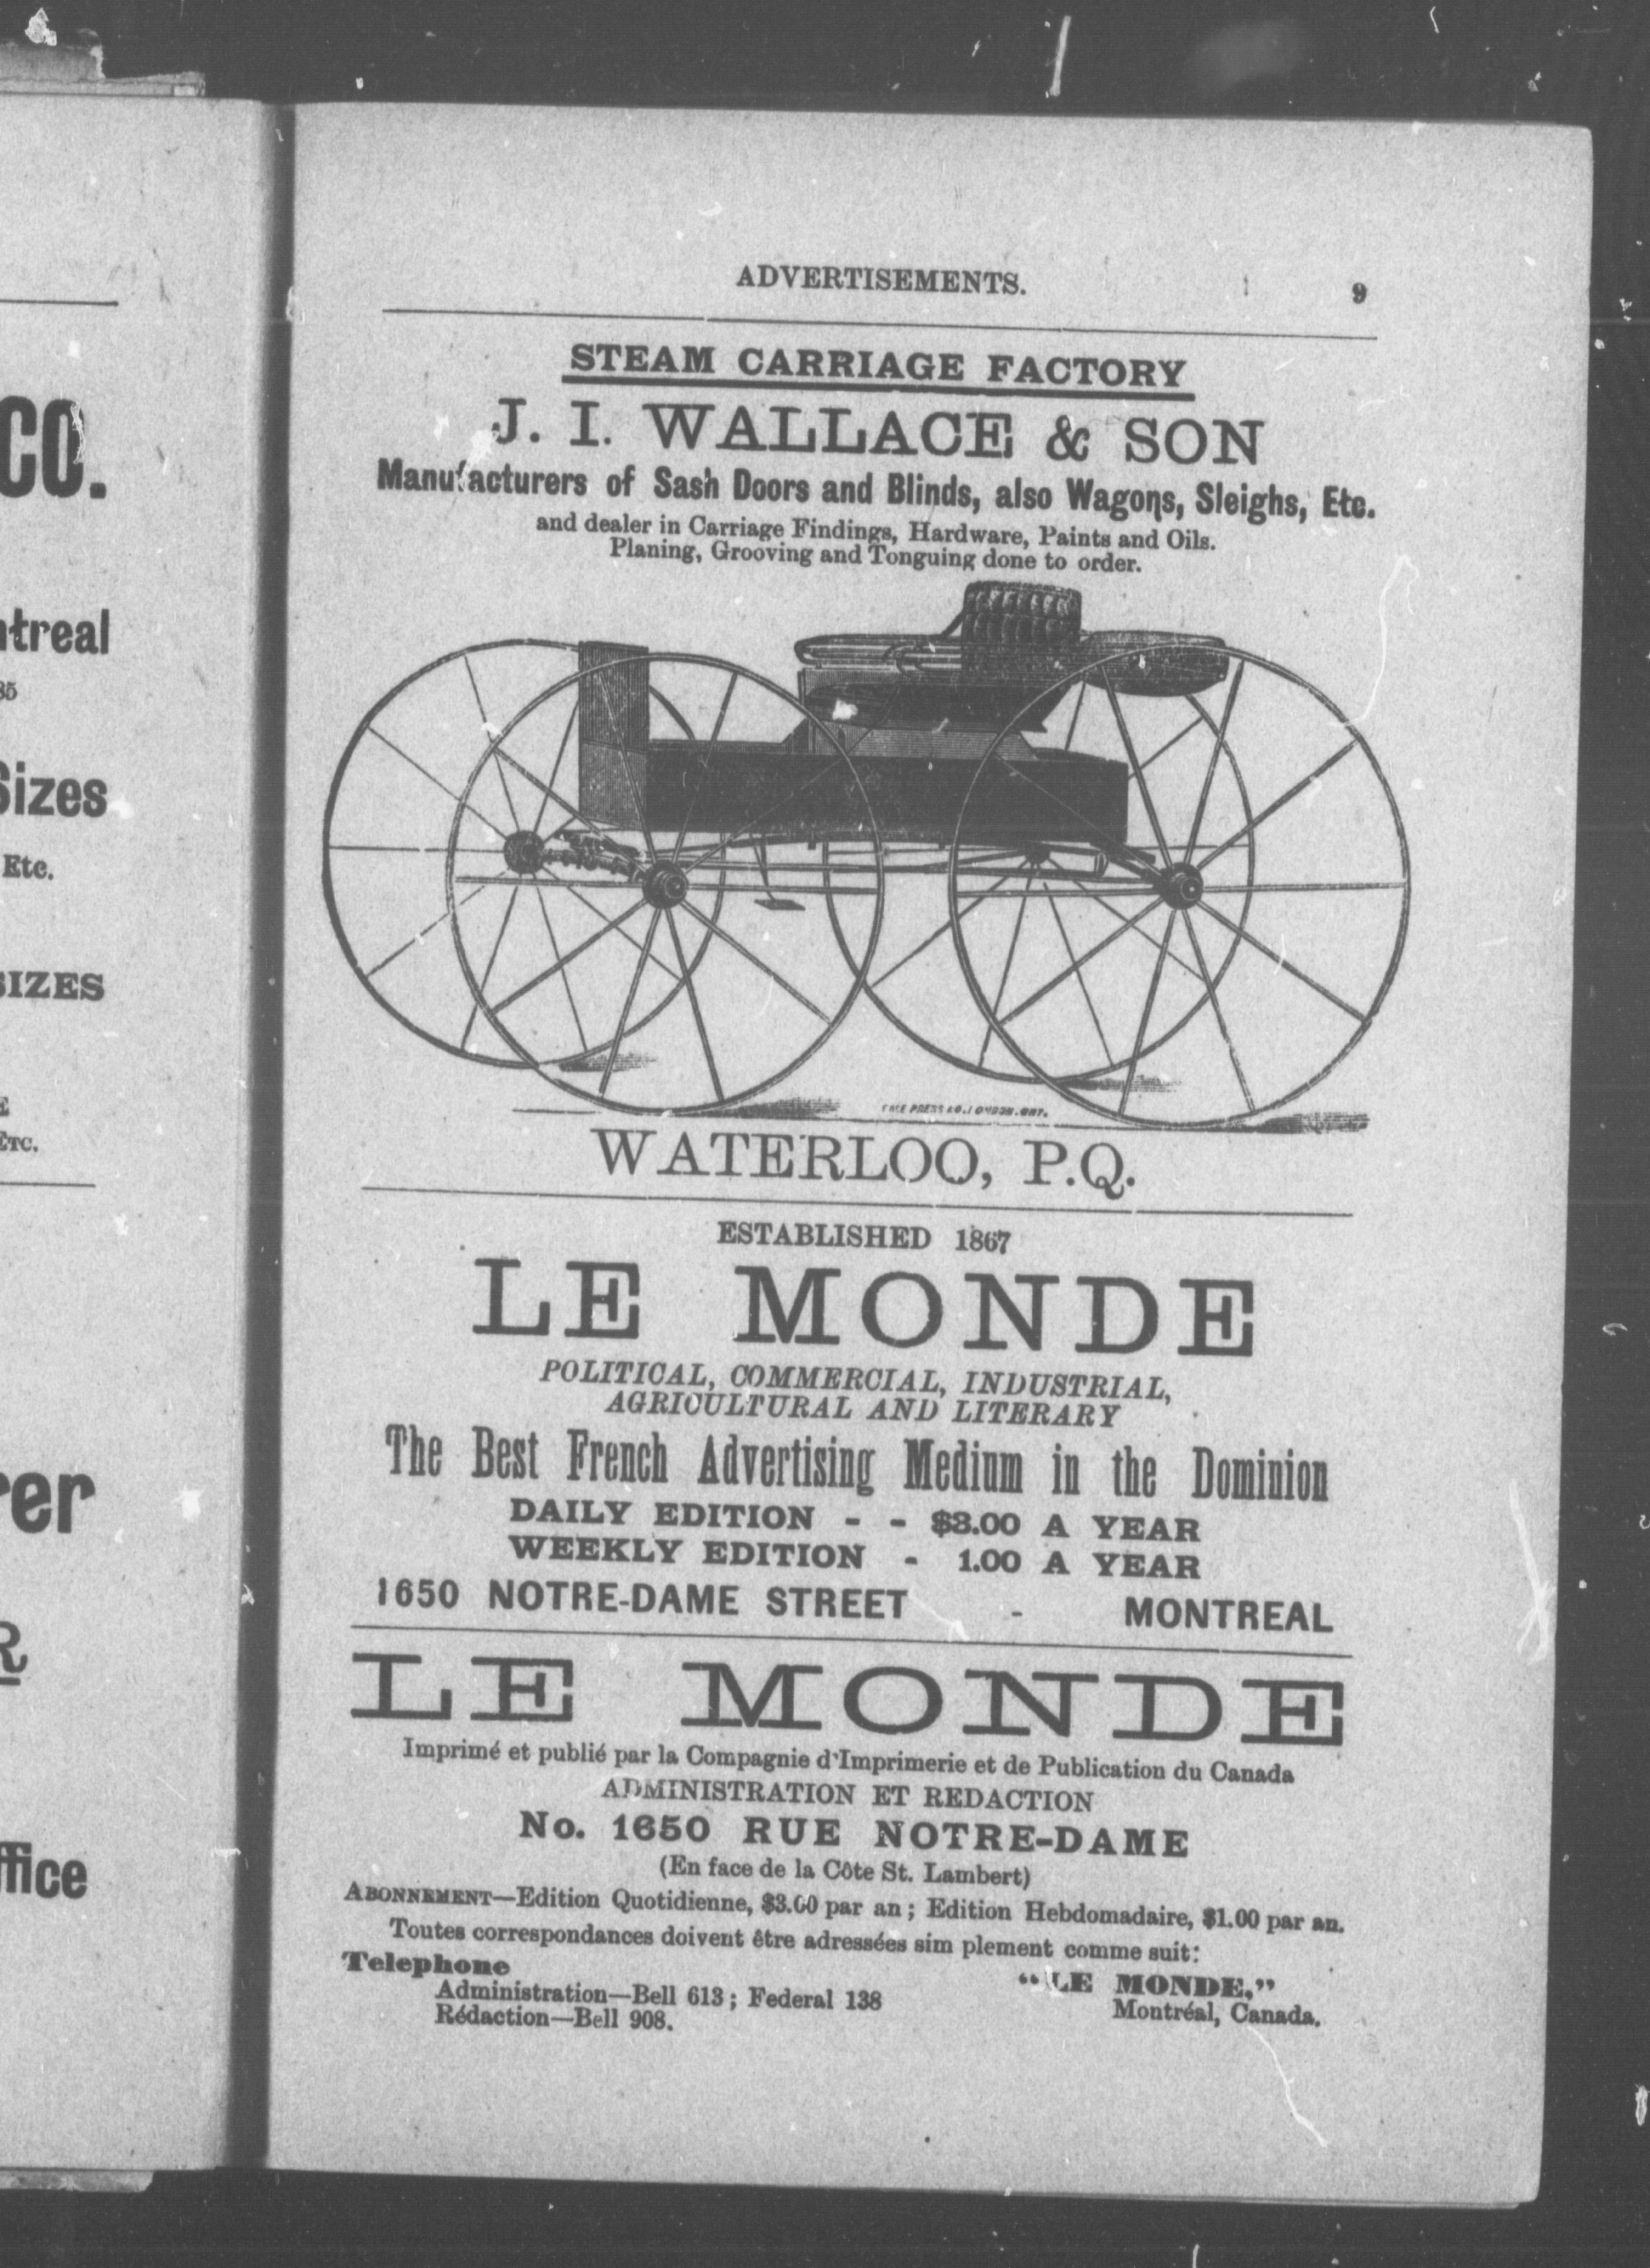 CO.
ntreal
35
Sizes
Etc.
SIZES
E
ETC.
rer
R
ffice
ADVERTISEMENTS. 9
STEAM CARRIAGE FACTORY
J. I. WALLACE & SON
Manufacturers of Sash Doors and Blinds, also Wagons, Sleighs, Etc.
and dealer in Carriage Findings, Hardware, Paints and Oils.
Planing, Grooving and Tonguing done to order.
FREE PRESS CO. LONDON. ONT.
WATERLOO, P.Q.
ESTABLISHED 1867
LE MONDE
POLITICAL, COMMERCIAL, INDUSTRIAL,
AGRICULTURAL AND LITERARY
The Best French Advertising Medium in the Dominion
DAILY EDITION - - $3.00 A YEAR
WEEKLY EDITION - 1.00 A YEAR
1650 NOTRE-DAME STREET - MONTREAL
LE MONDE
Imprimé et publié par la Compagnie d'Imprimerie et de Publication du Canada
ADMINISTRATION ET REDACTION
No. 1650 RUE NOTRE-DAME
(En face de la Côte St. Lambert)
ABONNEMENT—Edition Quotidienne, $3.00 par an; Edition Hebdomadaire, $1.00 par an.
Toutes correspondances doivent être adressées sim plement comme suit:
Telephone
"LE MONDE,"
Administration—Bell 613; Federal 138
Montréal, Canada.
Rédaction—Bell 908.